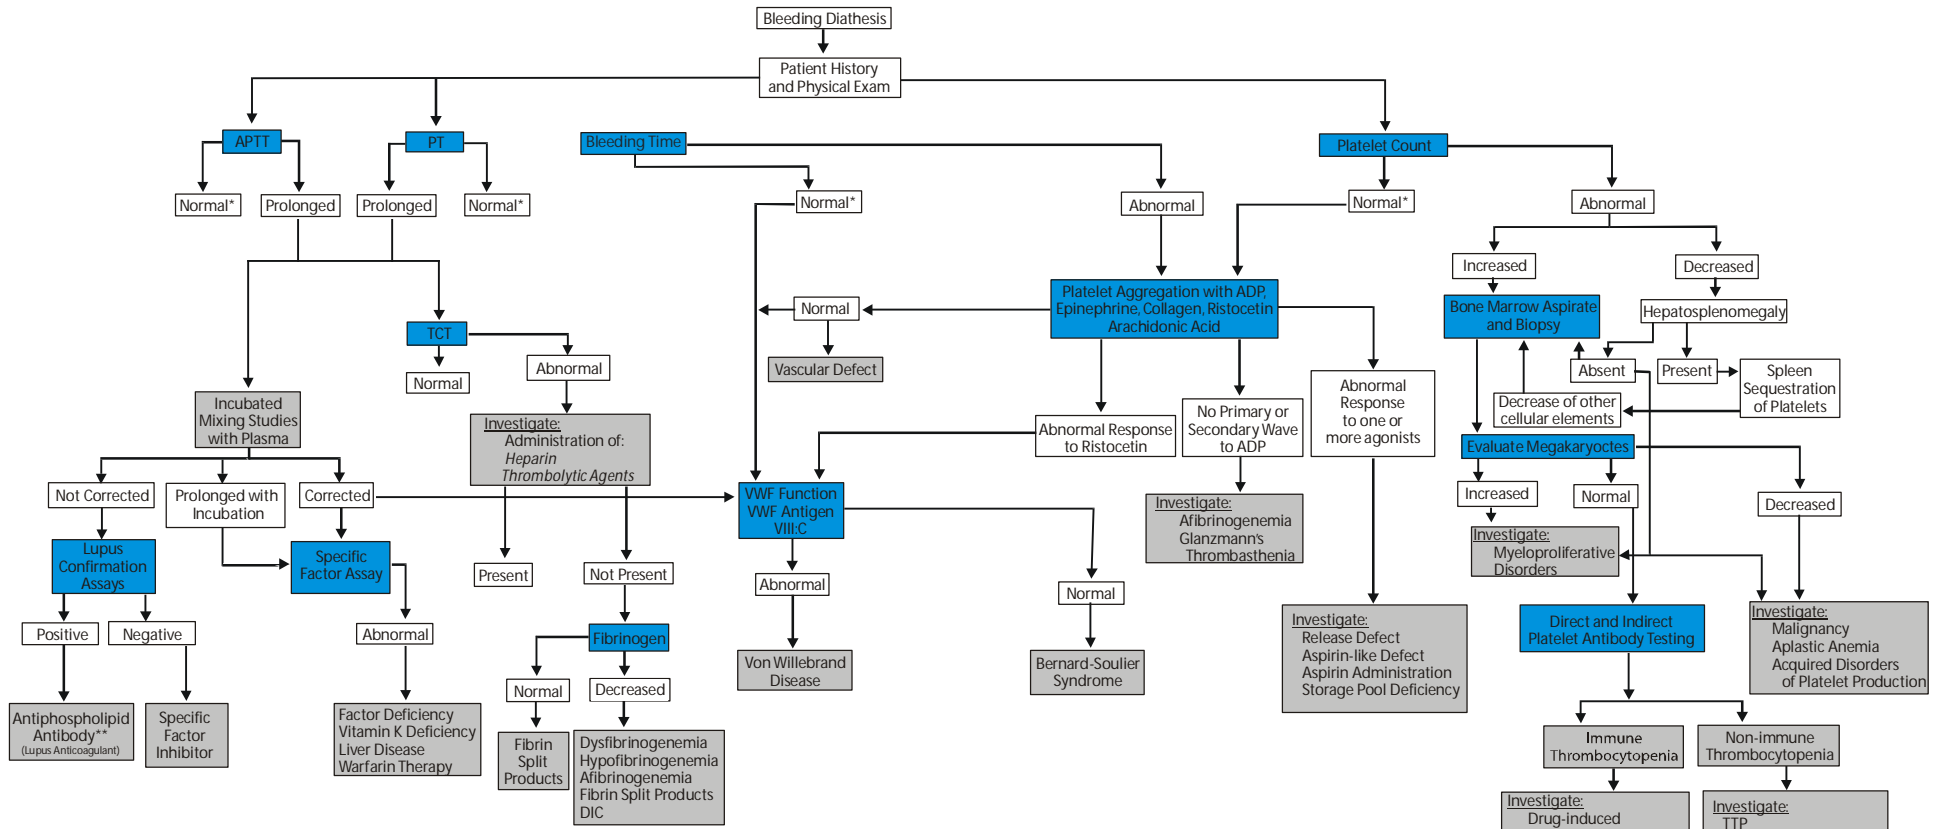 Bleeding Diathesis
Patient History
and Physical Exam
APTT
PT
Bleeding Time
Platelet Count
Normal*
Prolonged
Prolonged
Normal*
Normal*
Abnormal
Normal*
Abnormal
Increased
Decreased
Platelet Aggregation with ADP,
Epinephrine, Collagen, Ristocetin
Arachidonic Acid
Normal
Vascular Defect
Bone Marrow Aspirate
and Biopsy
Hepatosplenomegaly
TCT
Normal
Abnormal
Absent
Present
Spleen
Sequestration
of Platelets
Decrease of other
cellular elements
Incubated
Mixing Studies
with Plasma
Investigate:
Administration of:
Heparin
Thrombolytic Agents
Abnormal Response
to Ristocetin
No Primary or
Secondary Wave
to ADP
Abnormal
Response
to one or
more agonists
Evaluate Megakaryoctes
Not Corrected
Prolonged with
Incubation
Corrected
VWF Function
VWF Antigen
VIII:C
Investigate:
Afibrinogenemia
Glanzmann's
Thrombasthenia
Increased
Normal
Decreased
Investigate:
Myeloproliferative
Disorders
Lupus
Confirmation
Assays
Specific
Factor Assay
Present
Not Present
Abnormal
Normal
Positive
Negative
Abnormal
Fibrinogen
Von Willebrand
Disease
Bernard-Soulier
Syndrome
Investigate:
Release Defect
Aspirin-like Defect
Aspirin Administration
Storage Pool Deficiency
Direct and Indirect
Platelet Antibody Testing
Investigate:
Malignancy
Aplastic Anemia
Acquired Disorders
of Platelet Production
Normal
Decreased
Antiphospholipid
Antibody**
(Lupus Anticoagulant)
Specific
Factor
Inhibitor
Factor Deficiency
Vitamin K Deficiency
Liver Disease
Warfarin Therapy
Fibrin
Split
Products
Dysfibrinogenemia
Hypofibrinogenemia
Afibrinogenemia
Fibrin Split Products
DIC
Immune
Thrombocytopenia
Non-immune
Thrombocytopenia
Investigate:
Drug-induced
Investigate:
TTP